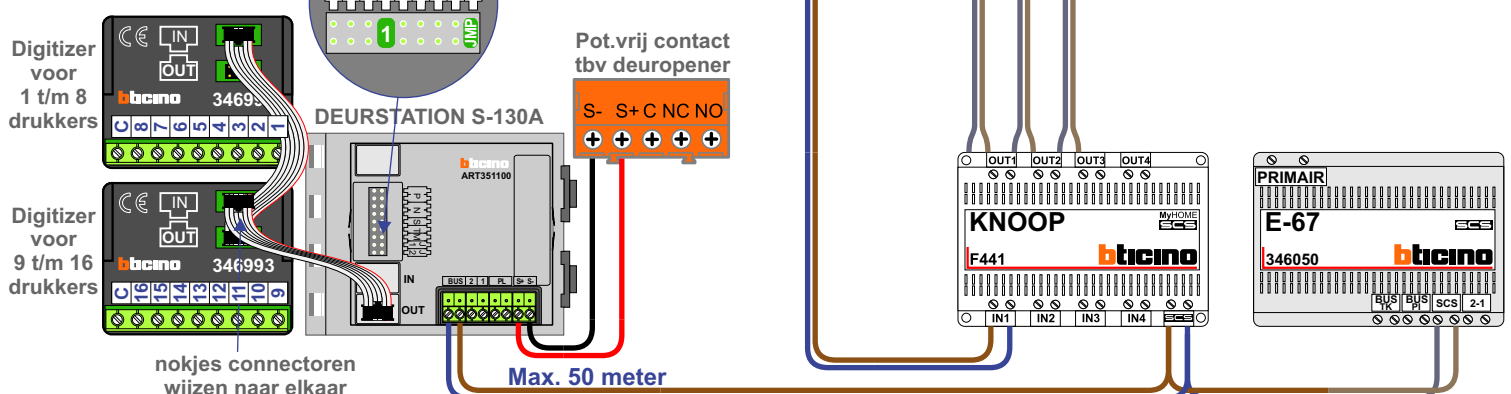 1
JMP
Digitizer
voor
1 t/m 8
drukkers
IN
OUT
bticino
34699
C 8 7 6 5 4 3 2 1
DEURSTATION S-130A
Pot.vrij contact
tbv deuropener
S- S+ C NC NO
bticino
ART351100
P N S T M 1 2
IN
OUT
BUS 2 1 PL S+ S-
Digitizer
voor
9 t/m 16
drukkers
IN
OUT
bticino
346993
C 16 15 14 13 12 11 10 9
nokjes connectoren
wijzen naar elkaar
Max. 50 meter
OUT1 OUT2 OUT3 OUT4
KNOOP
MyHOME
SCS
F441
bticino
IN1 IN2 IN3 IN4 SCS
PRIMAIR
E-67
SCS
346050
bticino
BUS TK
BUS PI
SCS
2-1